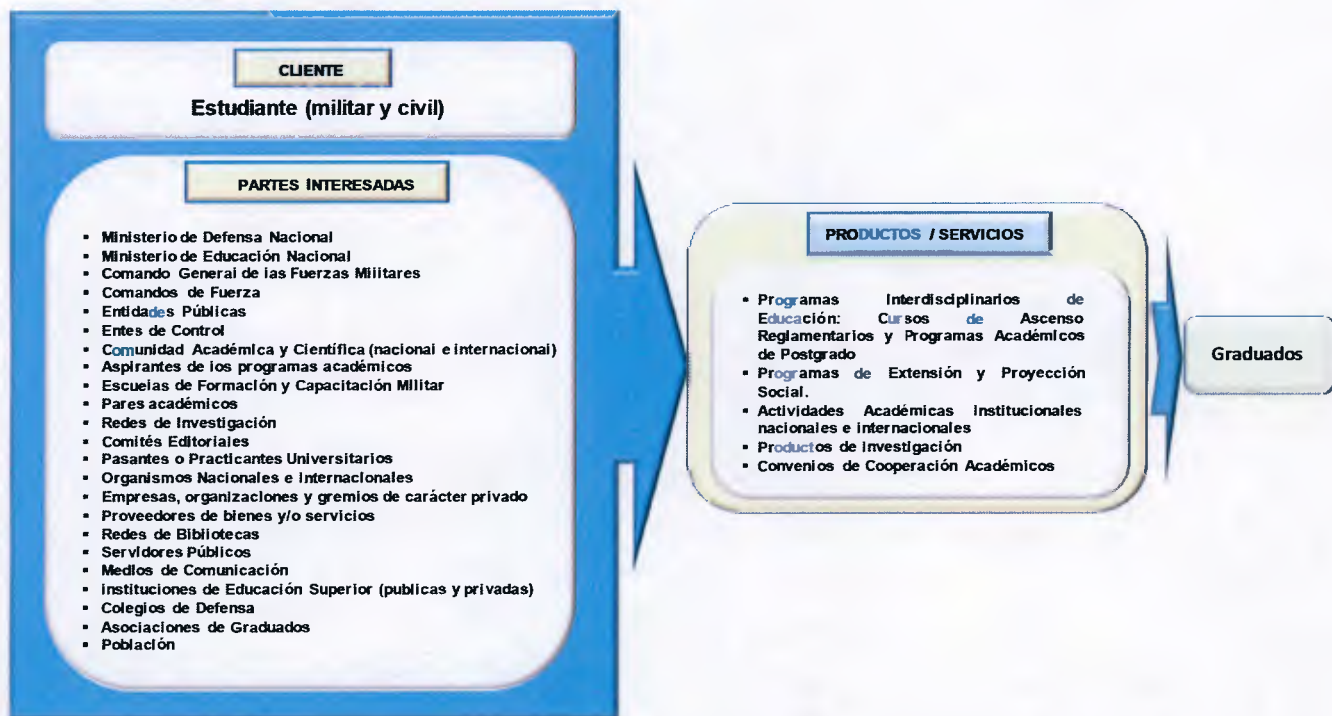 CLIENTE
Estudiante (militar y civil)
PARTES INTERESADAS
▪ Ministerio de Defensa Nacional
▪ Ministerio de Educación Nacional
▪ Comando General de las Fuerzas Militares
▪ Comandos de Fuerza
▪ Entidades Públicas
▪ Entes de Control
▪ Comunidad Académica y Científica (nacional e internacional)
▪ Aspirantes de los programas académicos
▪ Escuelas de Formación y Capacitación Militar
▪ Pares académicos
▪ Redes de Investigación
▪ Comités Editoriales
▪ Pasantes o Practicantes Universitarios
▪ Organismos Nacionales e Internacionales
▪ Empresas, organizaciones y gremios de carácter privado
▪ Proveedores de bienes y/o servicios
▪ Redes de Bibliotecas
▪ Servidores Públicos
▪ Medios de Comunicación
▪ Instituciones de Educación Superior (publicas y privadas)
▪ Colegios de Defensa
▪ Asociaciones de Graduados
▪ Población
PRODUCTOS / SERVICIOS
▪ Programas Interdisciplinarios de
Educación: Cursos de Ascenso
Reglamentarios y Programas Académicos
de Postgrado
▪ Programas de Extensión y Proyección
Social.
▪ Actividades Académicas Institucionales
nacionales e internacionales
▪ Productos de Investigación
▪ Convenios de Cooperación Académicos
Graduados